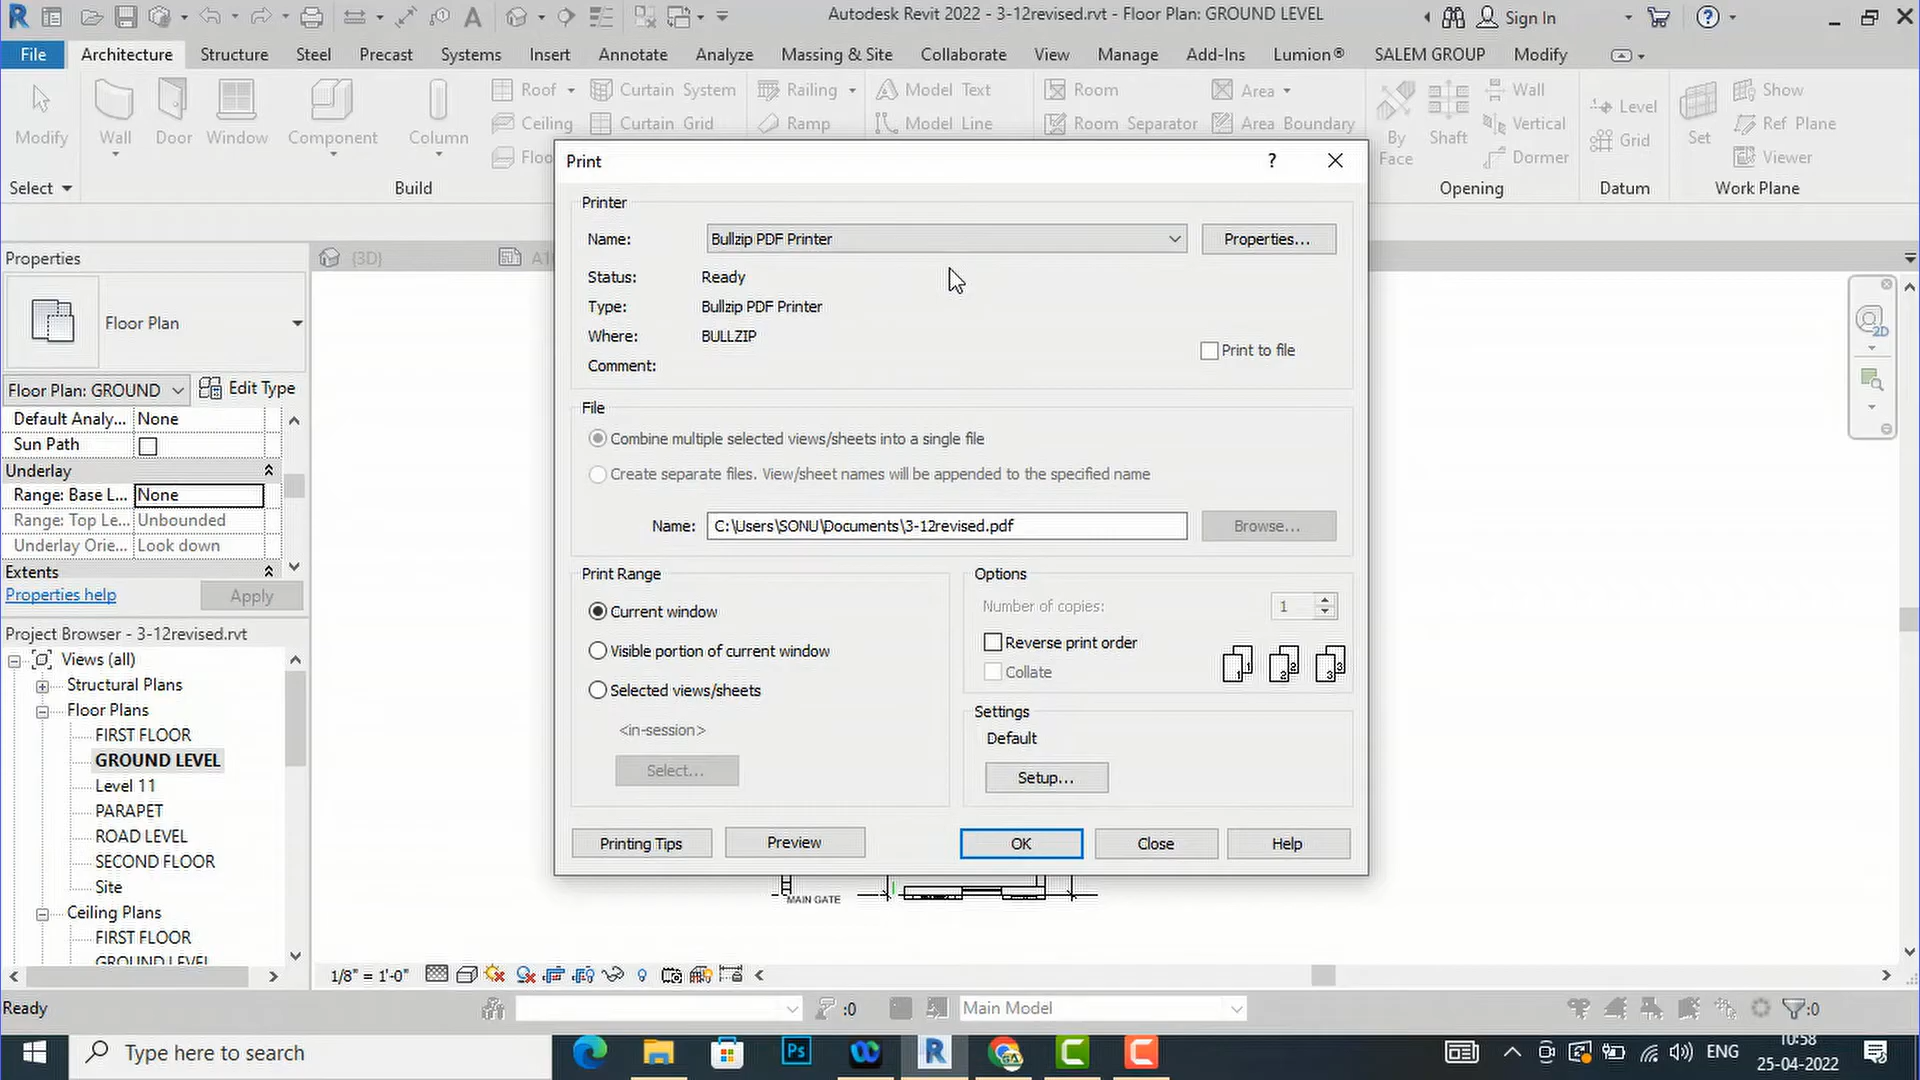 Autodesk Revit 2022 - 3-12revised.rvt - Floor Plan: GROUND LEVEL
Sign In
File Architecture Structure Steel Precast Systems Insert Annotate Analyze Massing & Site Collaborate View Manage Add-Ins Lumion® SALEM GROUP Modify
Roof Curtain System Railing Model Text Room Area Wall Show
Modify Wall Door Window Component Column Ceiling Curtain Grid Ramp Model Line Room Separator Area Boundary By Face Shaft Vertical Level Grid Set Ref Plane
Dormer Viewer
Select Build Opening Datum Work Plane
Print
Printer
Name: Bullzip PDF Printer Properties...
Status: Ready
Type: Bullzip PDF Printer
Where: BULLZIP
Comment:
Print to file
File
Combine multiple selected views/sheets into a single file
Create separate files. View/sheet names will be appended to the specified name
Name: C:\Users\SONU\Documents\3-12revised.pdf Browse...
Print Range
Current window
Visible portion of current window
Selected views/sheets
<in-session>
Select...
Options
Number of copies: 1
Reverse print order
Collate
1 1 2 2 3 3
Settings
Default
Setup...
Printing Tips Preview OK Close Help
Properties
{3D}
Floor Plan
Floor Plan: GROUND Edit Type
Default Analy... None
Sun Path
Underlay
Range: Base L... None
Range: Top Le... Unbounded
Underlay Orie... Look down
Extents
Properties help Apply
Project Browser - 3-12revised.rvt
Views (all)
Structural Plans
Floor Plans
FIRST FLOOR
GROUND LEVEL
Level 11
PARAPET
ROAD LEVEL
SECOND FLOOR
Site
Ceiling Plans
FIRST FLOOR
GROUND LEVEL
MAIN GATE
2D
1/8" = 1'-0"
Ready :0 Main Model :0
Type here to search
Ps
ENG
10:58
25-04-2022